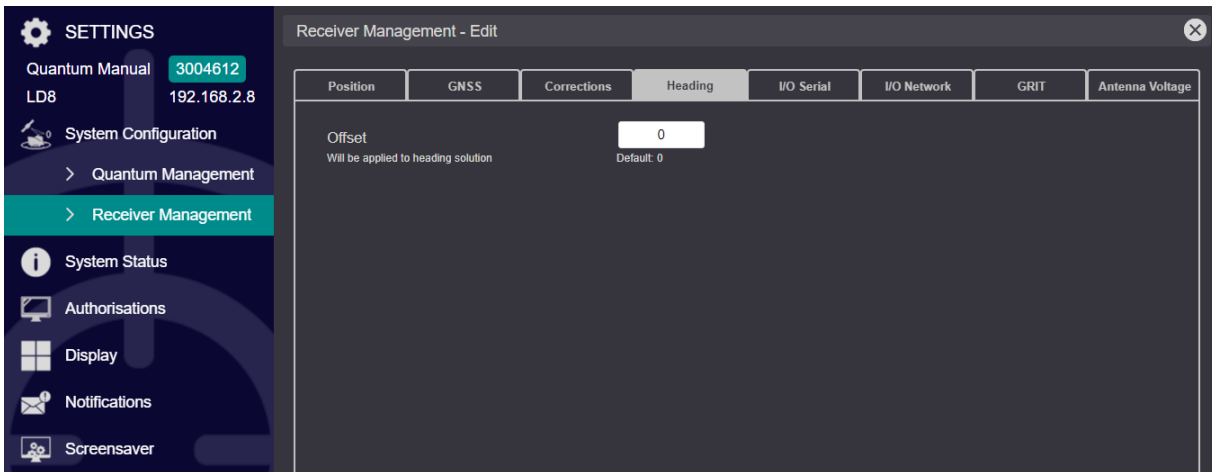 SETTINGS
Quantum Manual 3004612
LD8 192.168.2.8
System Configuration
> Quantum Management
> Receiver Management
System Status
Authorisations
Display
Notifications
Screensaver
Receiver Management - Edit
Position GNSS Corrections Heading I/O Serial I/O Network GRIT Antenna Voltage
Offset 0
Will be applied to heading solution Default: 0